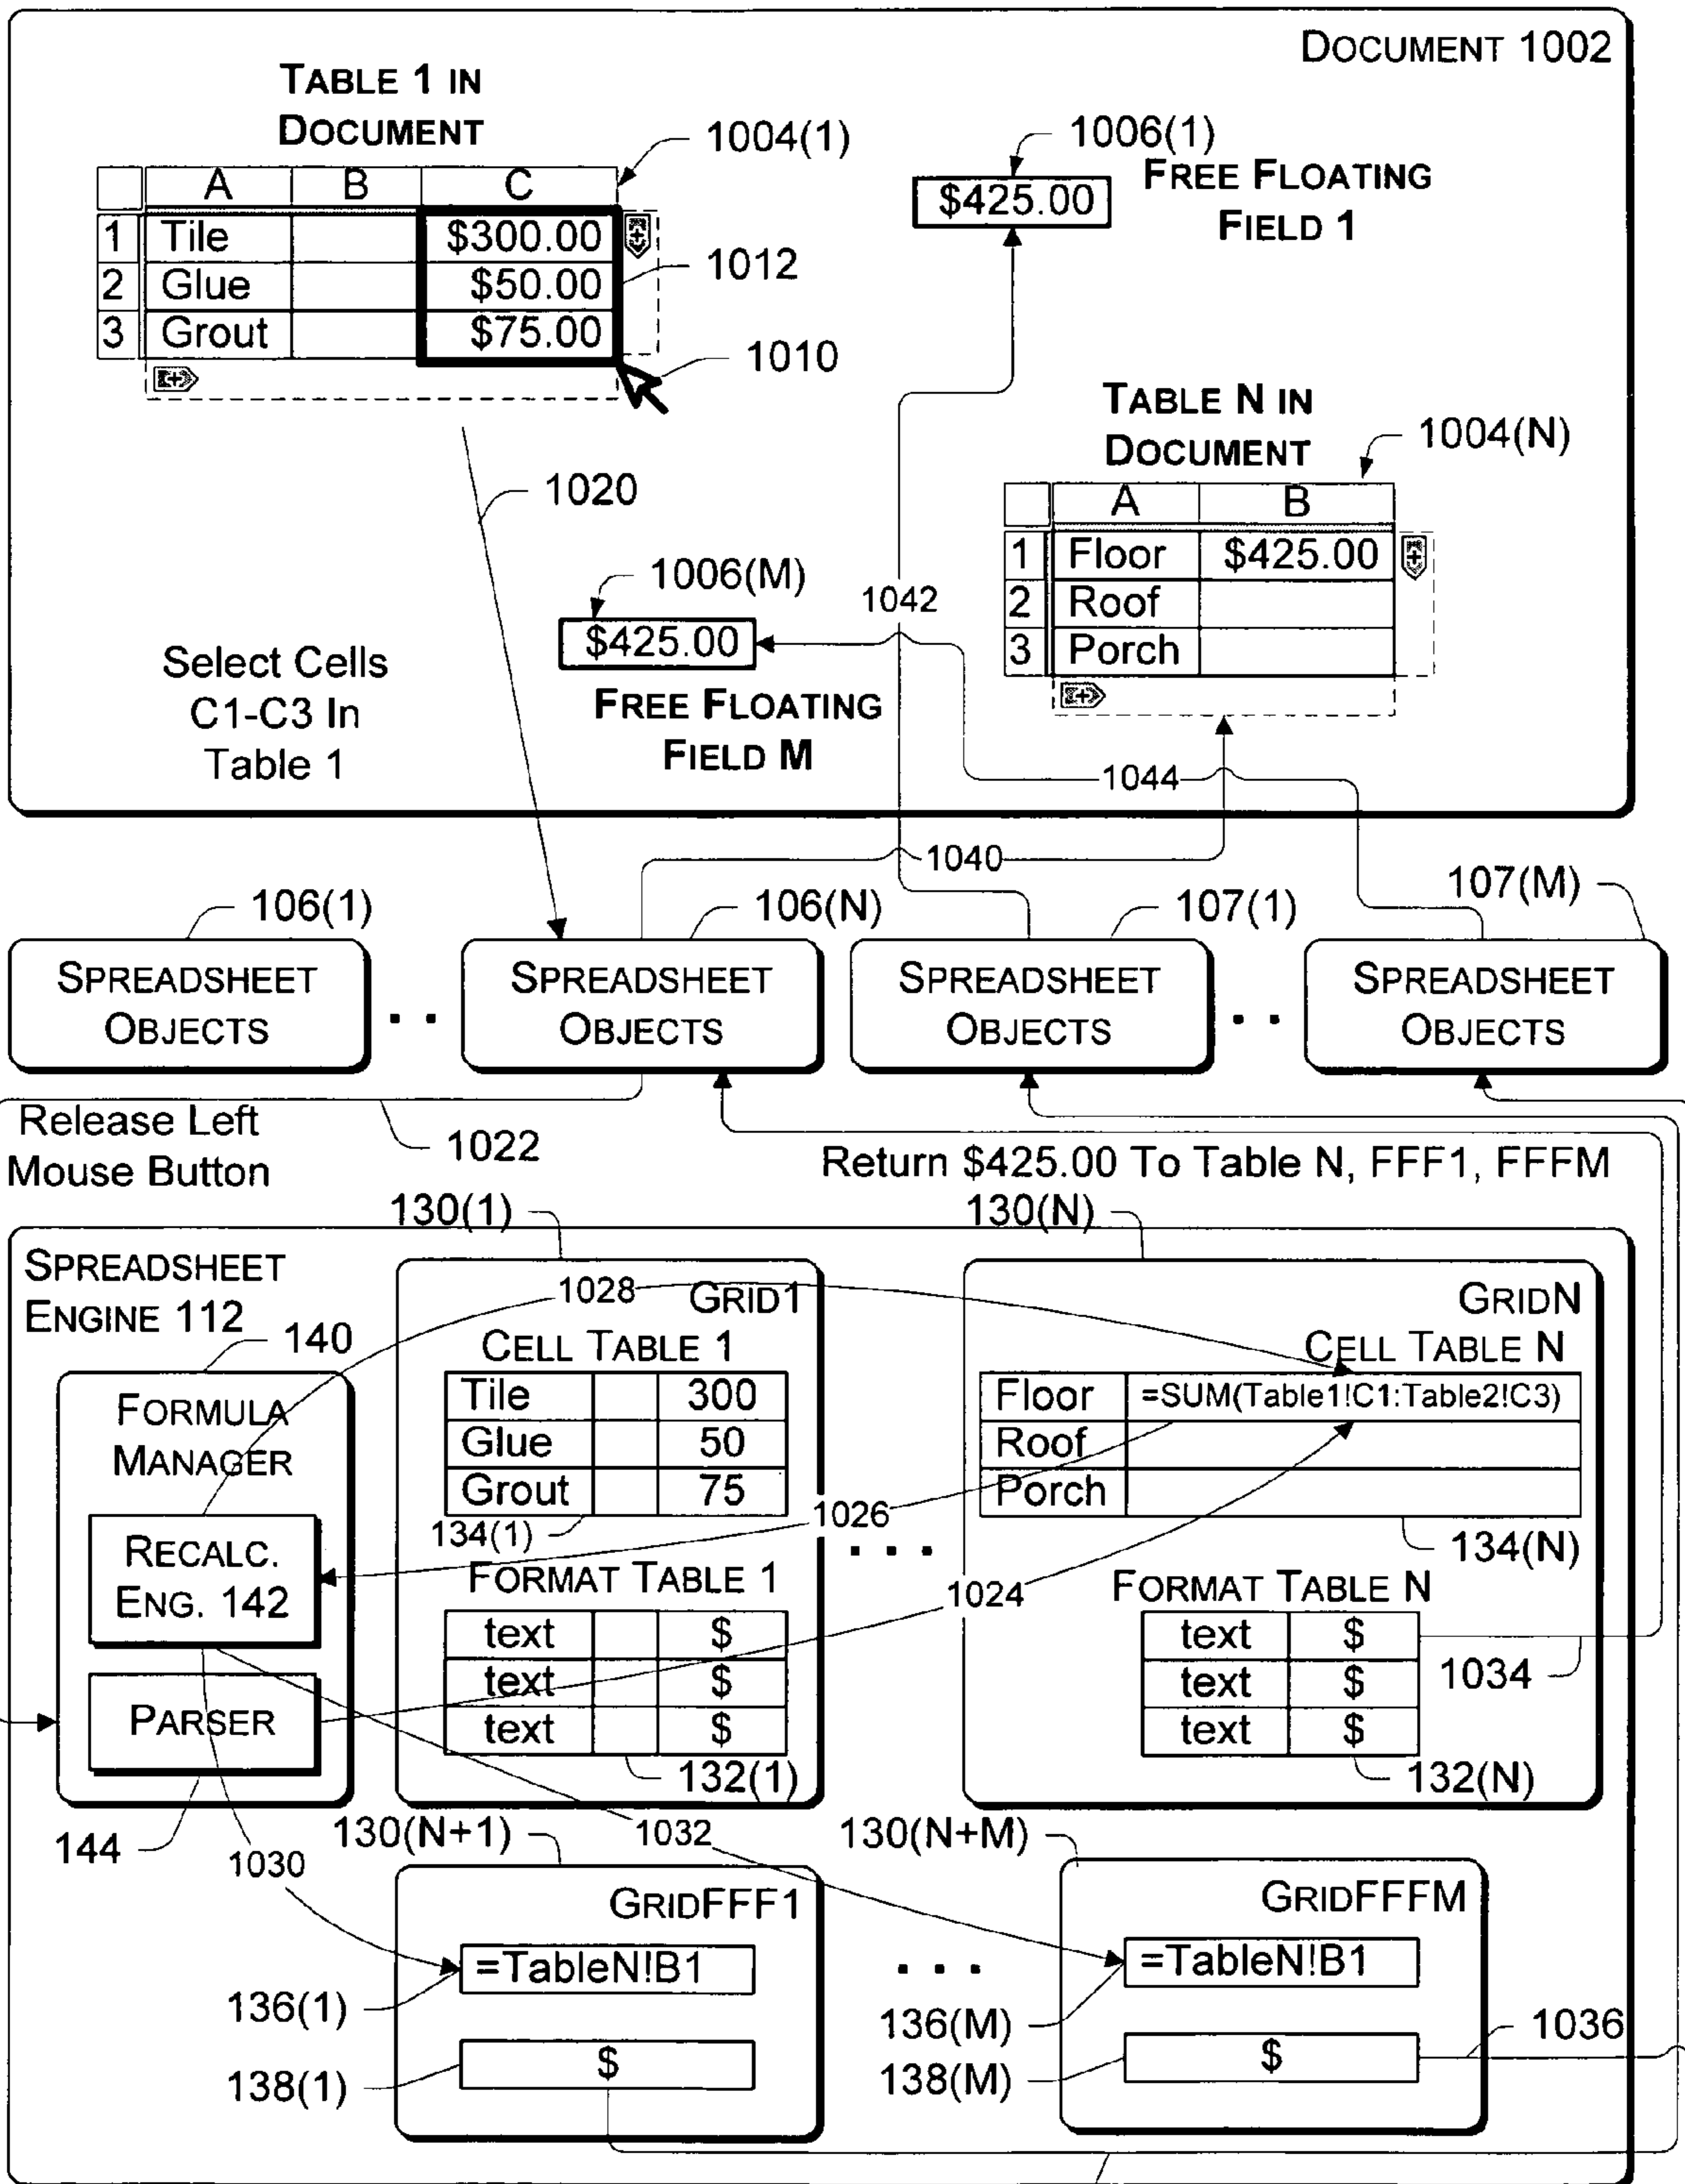 DOCUMENT 1002
TABLE 1 IN
DOCUMENT
1004(1)
A B C
1 Tile $300.00
2 Glue $50.00
3 Grout $75.00
1012
1010
1006(1)
$425.00
FREE FLOATING
FIELD 1
TABLE N IN
DOCUMENT
1004(N)
A B
1 Floor $425.00
2 Roof
3 Porch
1020
1006(M)
$425.00
FREE FLOATING
FIELD M
1042
Select Cells
C1-C3 In
Table 1
1044
1040
106(1)
106(N)
107(1)
107(M)
SPREADSHEET
OBJECTS
. .
SPREADSHEET
OBJECTS
SPREADSHEET
OBJECTS
. .
SPREADSHEET
OBJECTS
Release Left
Mouse Button
1022
Return $425.00 To Table N, FFF1, FFFM
130(1)
130(N)
SPREADSHEET
ENGINE 112
140
FORMULA
MANAGER
RECALC.
ENG. 142
PARSER
144
1028
GRID1
CELL TABLE 1
Tile 300
Glue 50
Grout 75
134(1)
FORMAT TABLE 1
text $
text $
text $
132(1)
1026
. . .
1024
GRIDN
CELL TABLE N
Floor =SUM(Table1!C1:Table2!C3)
Roof
Porch
134(N)
FORMAT TABLE N
text $
text $
text $
1034
132(N)
1030
130(N+1)
1032
130(N+M)
GRIDFFF1
=TableN!B1
136(1)
$
138(1)
. . .
GRIDFFFM
=TableN!B1
136(M)
$
138(M)
1036